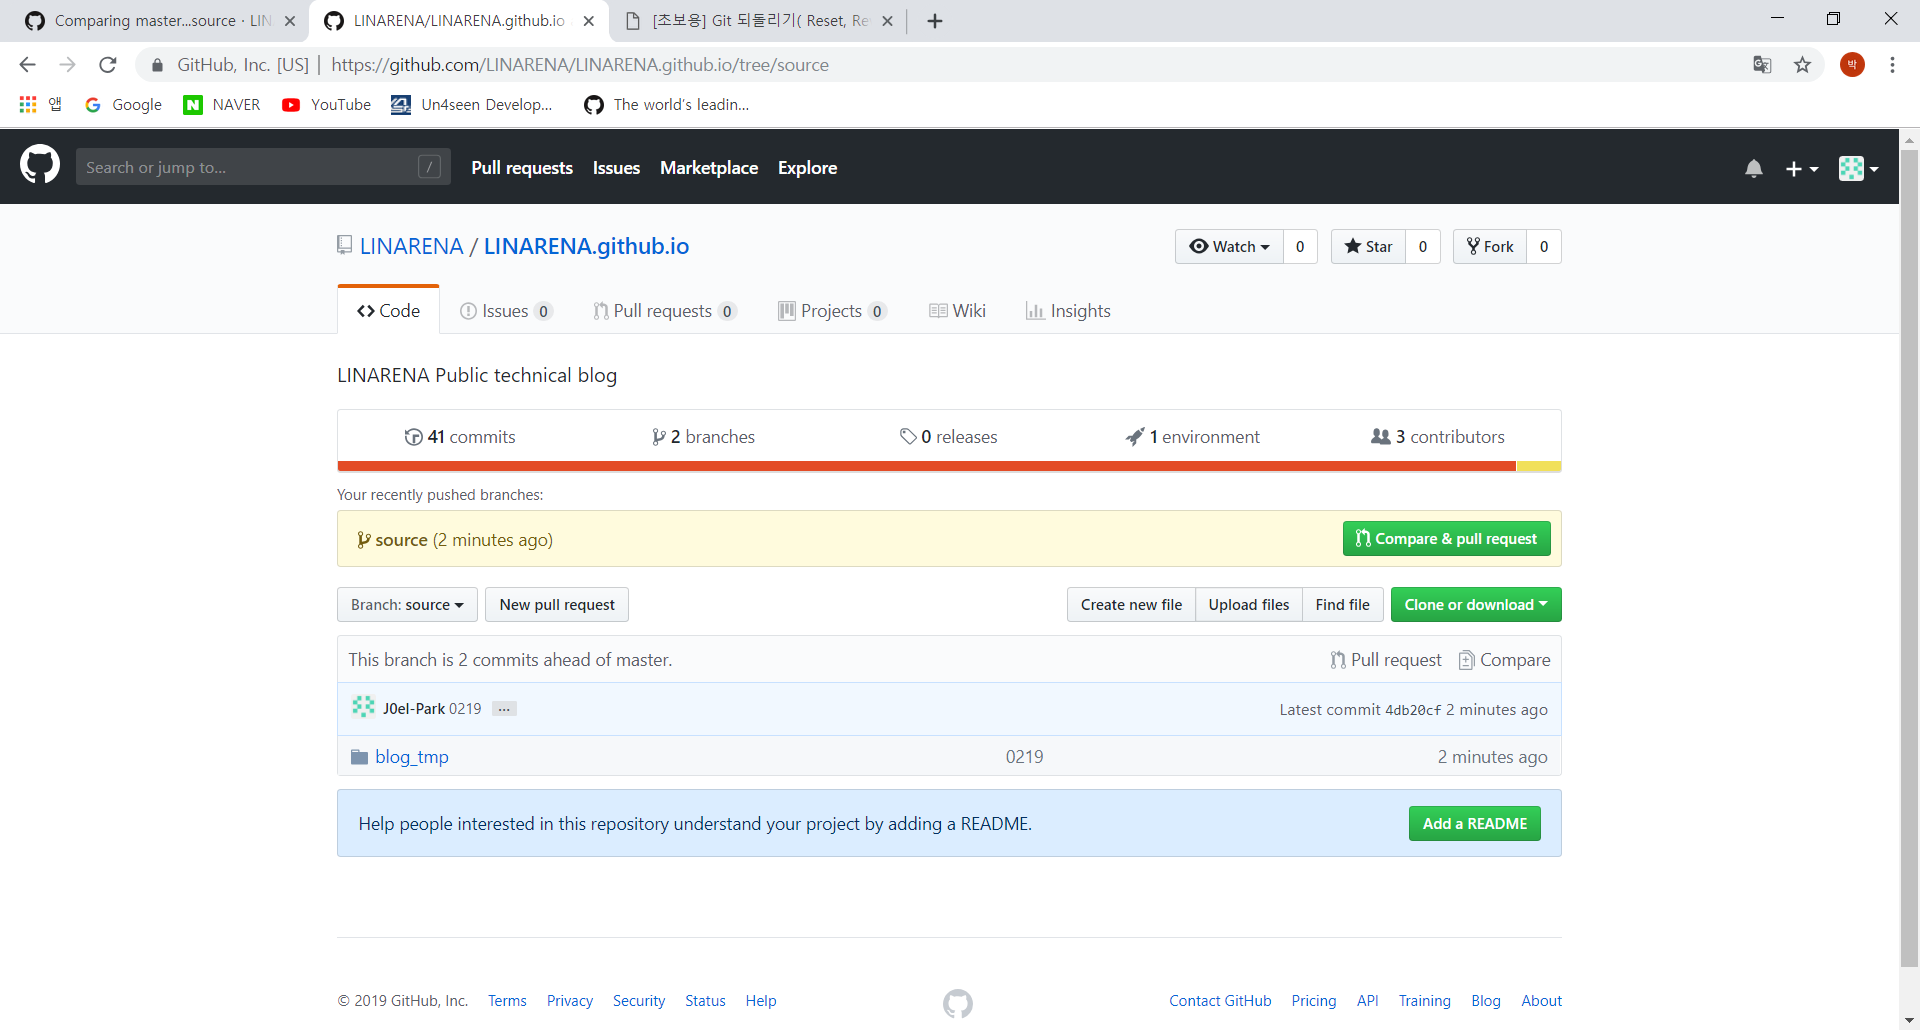 Comparing master...source · LIN
LINARENA/LINARENA.github.io
[초보용] Git 되돌리기( Reset, Re
GitHub, Inc. [US] | https://github.com/LINARENA/LINARENA.github.io/tree/source
박
앱 Google NAVER YouTube Un4seen Develop... The world's leadin...
Search or jump to... / Pull requests Issues Marketplace Explore
LINARENA / LINARENA.github.io
Watch 0 Star 0 Fork 0
Code Issues 0 Pull requests 0 Projects 0 Wiki Insights
LINARENA Public technical blog
41 commits 2 branches 0 releases 1 environment 3 contributors
Your recently pushed branches:
source (2 minutes ago) Compare & pull request
Branch: source New pull request Create new file Upload files Find file Clone or download
This branch is 2 commits ahead of master. Pull request Compare
J0el-Park 0219 ... Latest commit 4db20cf 2 minutes ago
blog_tmp 0219 2 minutes ago
Help people interested in this repository understand your project by adding a README. Add a README
© 2019 GitHub, Inc. Terms Privacy Security Status Help Contact GitHub Pricing API Training Blog About